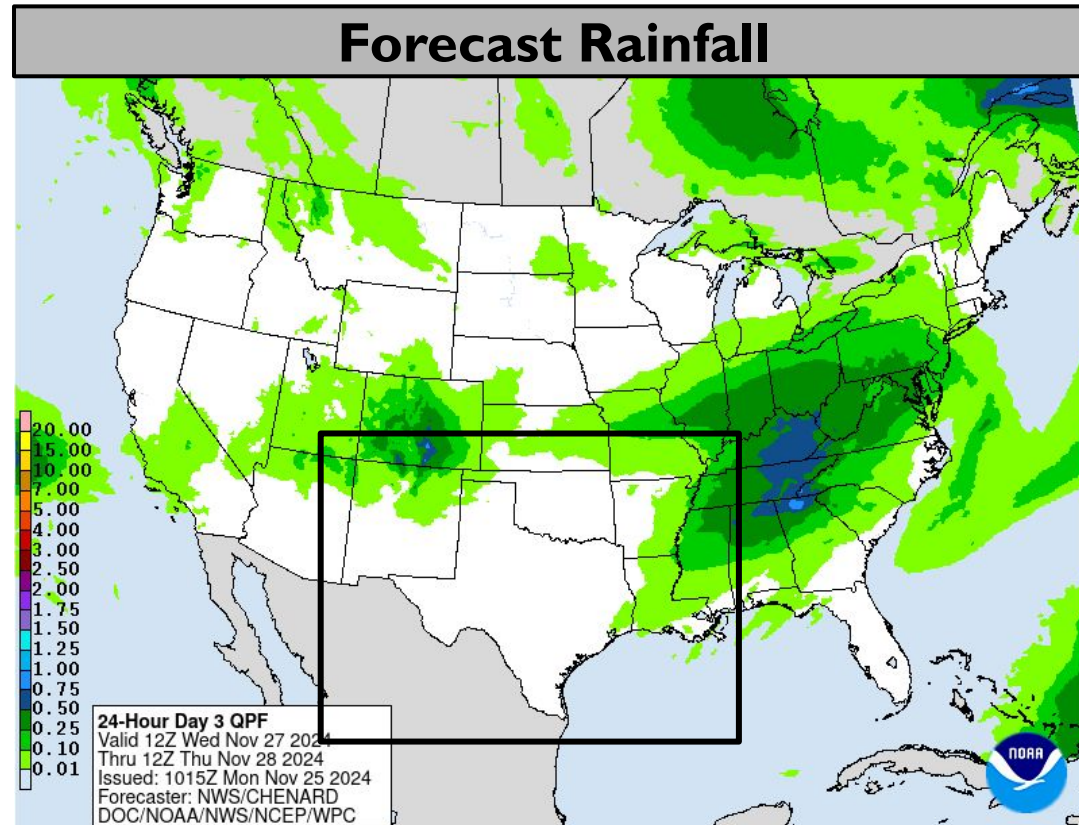 Forecast Rainfall
20.00
15.00
10.00
7.00
5.00
4.00
3.00
2.50
2.00
1.75
1.50
1.25
1.00
0.75
0.50
0.25
0.10
0.01
24-Hour Day 3 QPF
Valid 12Z Wed Nov 27 2024
Thru 12Z Thu Nov 28 2024
Issued: 1015Z Mon Nov 25 2024
Forecaster: NWS/CHENARD
DOC/NOAA/NWS/NCEP/WPC
NOAA